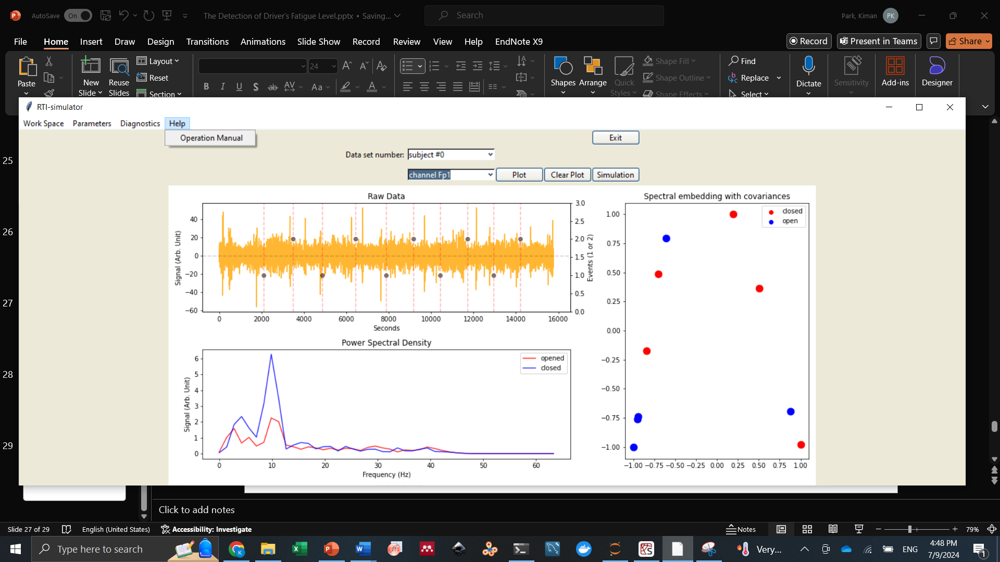 AutoSave On The Detection of Driver's Fatigue Level.pptx • Saving... Search Park, Kiman PK
File Home Insert Draw Design Transitions Animations Slide Show Record Review View Help EndNote X9 Record Present in Teams Share
Paste
New Slide
Reuse Slides
Layout
Reset
Section
24
B I U S ab AV Aa A
Shapes Arrange Quick Styles
Shape Fill
Shape Outline
Shape Effects
Find
Replace
Select
Dictate Sensitivity Add-ins Designer
RTI-simulator
Work Space Parameters Diagnostics Help
Operation Manual
Exit
Data set number: subject #0
channel Fp1 Plot Clear Plot Simulation
Raw Data
Signal (Arb. Unit)
40
20
0
−20
−40
−60
3.0
2.5
2.0
1.5
1.0
0.5
0.0
Events (1 or 2)
0 2000 4000 6000 8000 10000 12000 14000 16000
Seconds
Power Spectral Density
Signal (Arb. Unit)
6
5
4
3
2
1
0
opened
closed
0 10 20 30 40 50 60
Frequency (Hz)
Spectral embedding with covariances
closed
open
1.00
0.75
0.50
0.25
0.00
−0.25
−0.50
−0.75
−1.00
−1.00 −0.75 −0.50 −0.25 0.00 0.25 0.50 0.75 1.00
25
26
27
28
29
Click to add notes
Slide 27 of 29 English (United States) Accessibility: Investigate Notes 79%
Type here to search Very... ENG 4:48 PM
7/9/2024
1